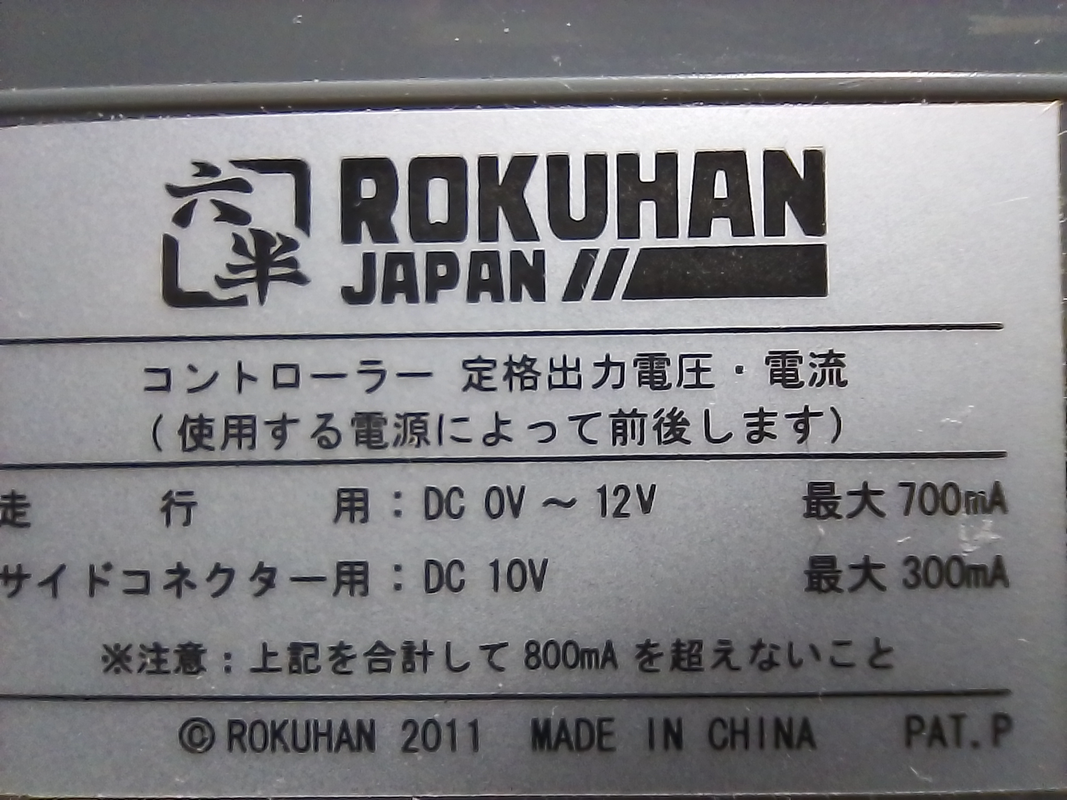 六半 ROKUHAN
JAPAN
コントローラー 定格出力電圧・電流
(使用する電源によって前後します)
走行用:DC 0V ～ 12V 最大 700mA
サイドコネクター用:DC 10V 最大 300mA
※注意:上記を合計して 800mA を超えないこと
© ROKUHAN 2011 MADE IN CHINA PAT.P